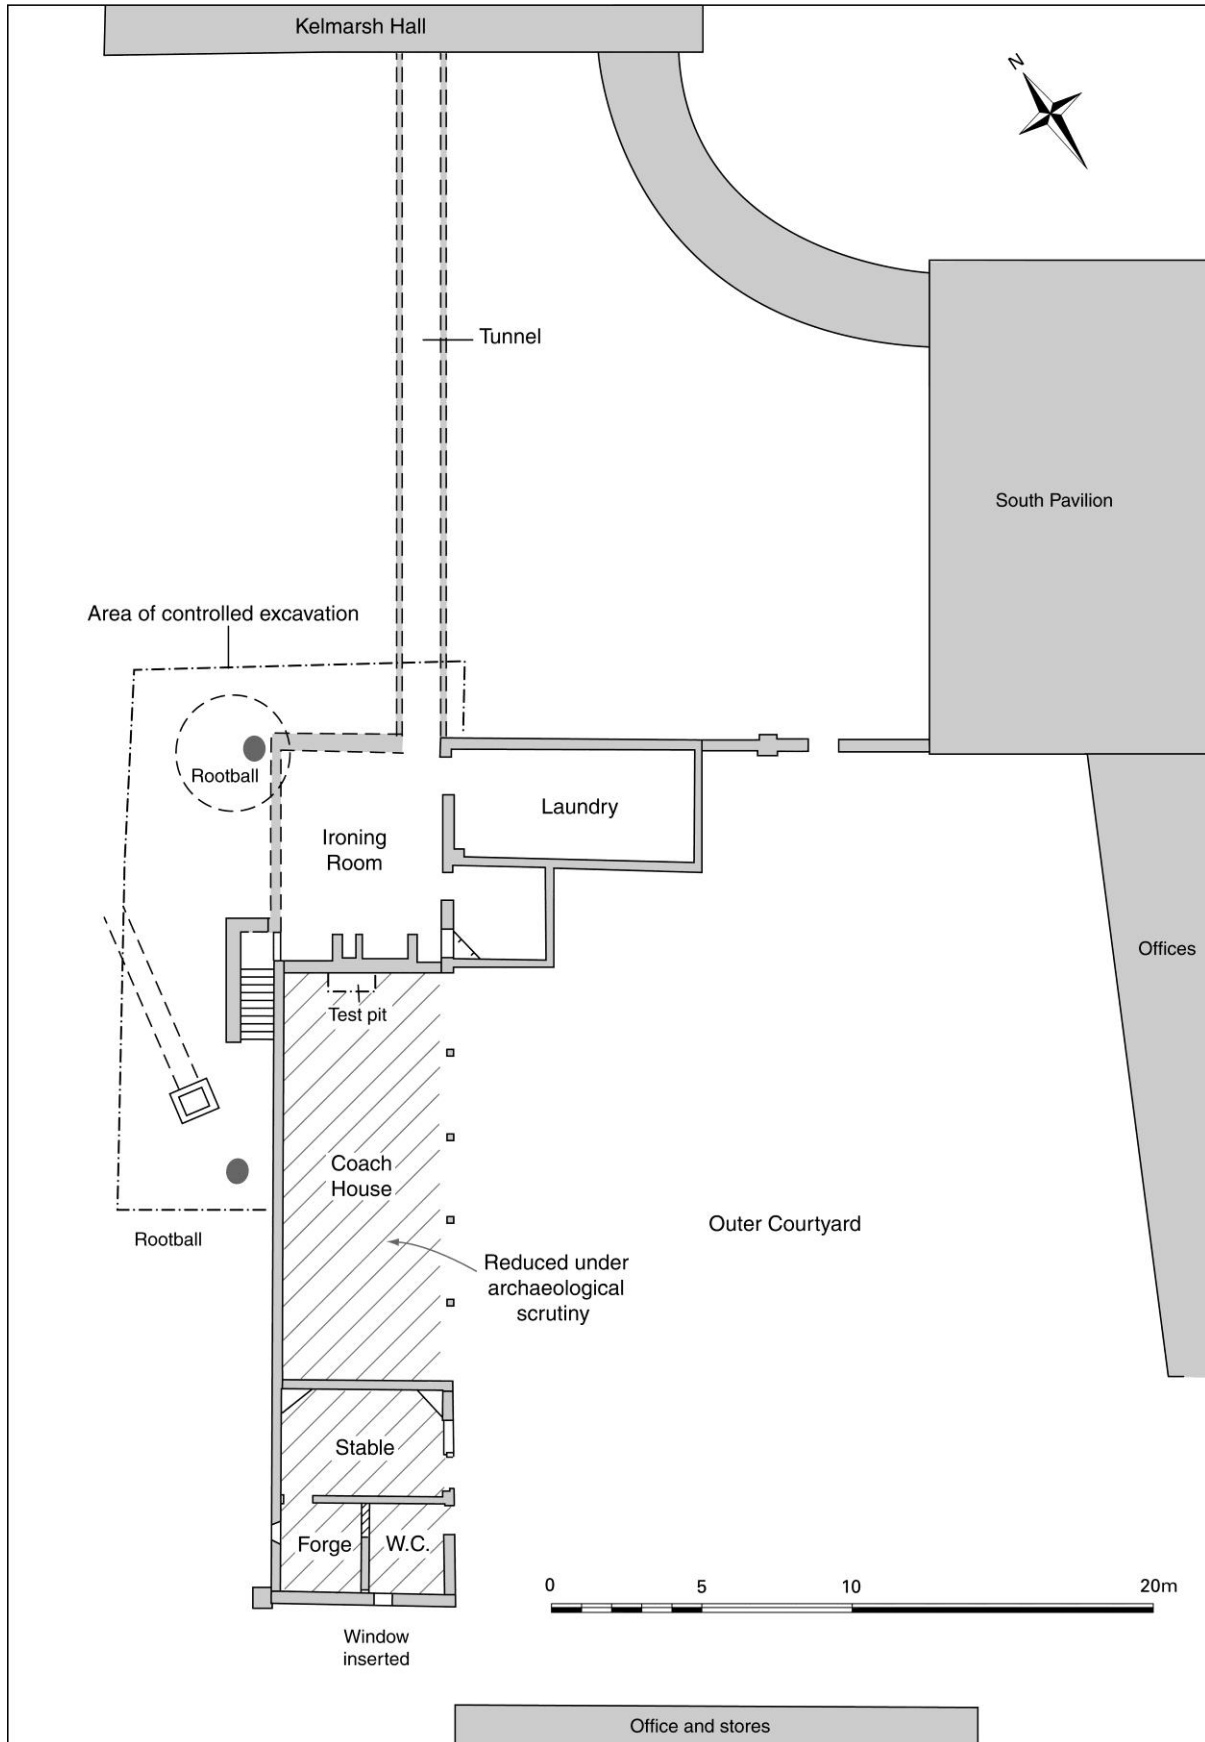 Kelmarsh Hall
N
Tunnel
South Pavilion
Area of controlled excavation
Rootball
Laundry
Ironing
Room
Offices
Test pit
Coach
House
Outer Courtyard
Rootball
Reduced under
archaeological
scrutiny
Stable
Forge
W.C.
0 5 10 20m
Window
inserted
Office and stores